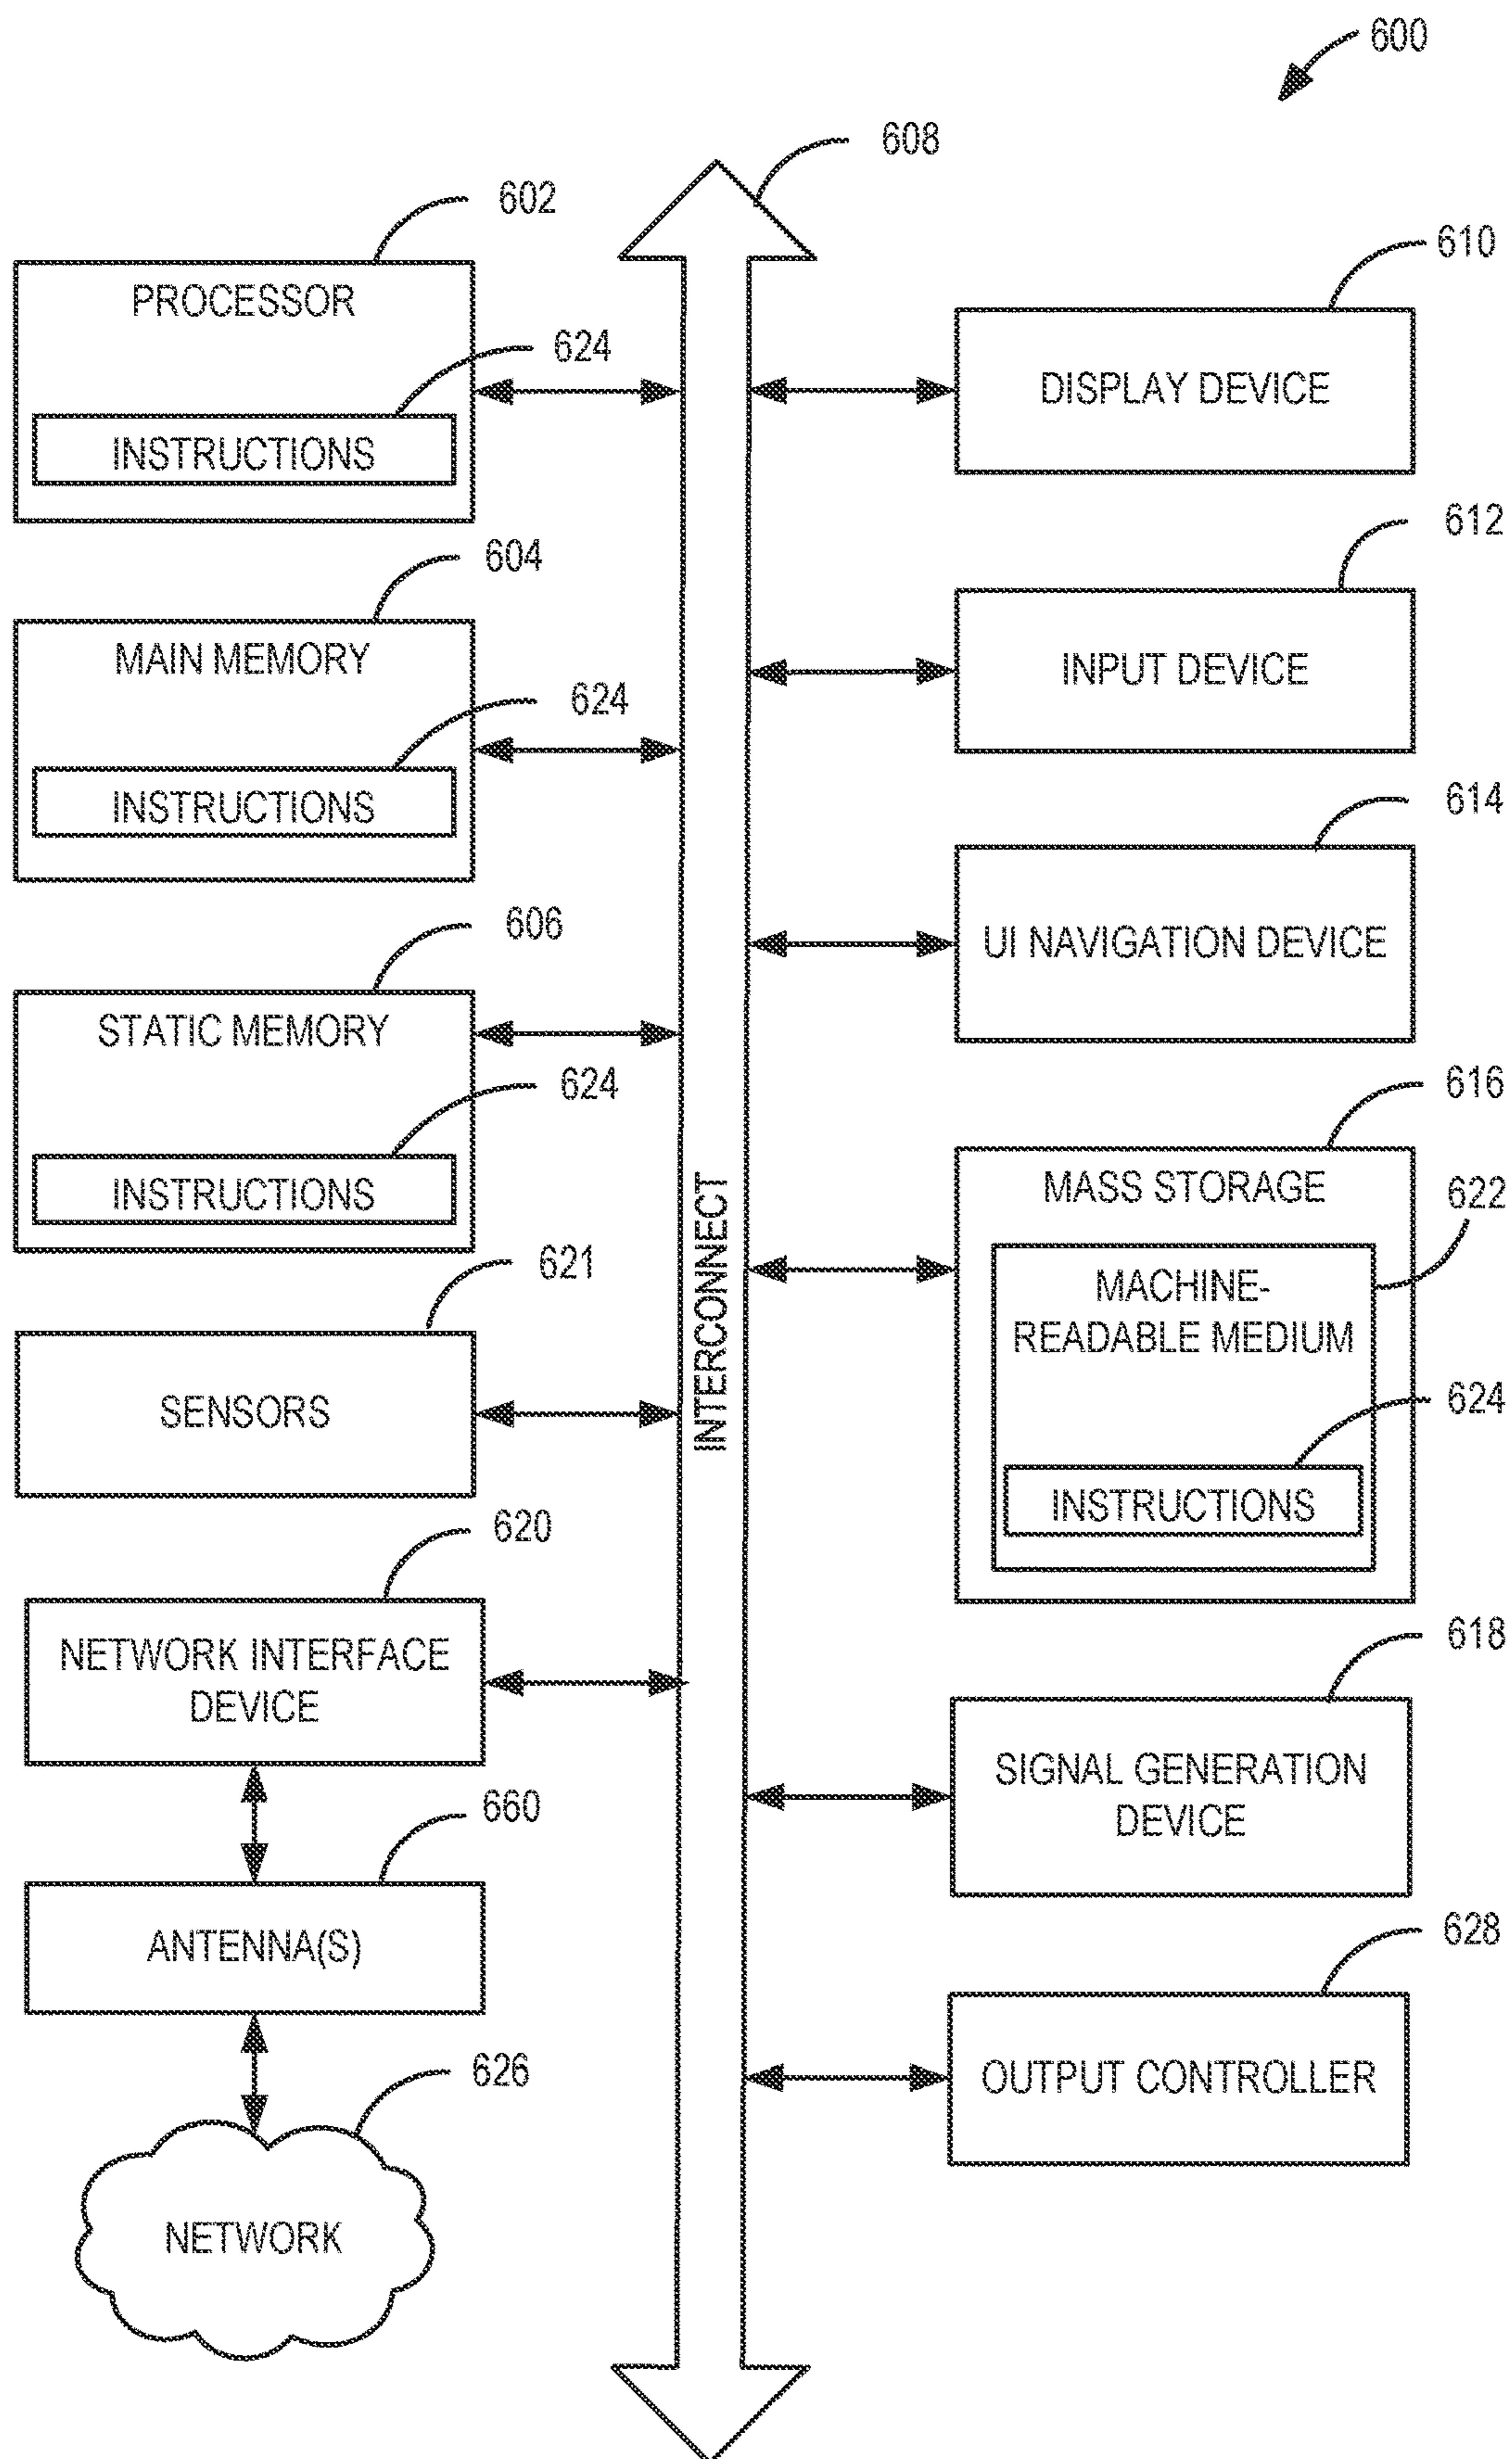 600
608
602
PROCESSOR
624
INSTRUCTIONS
604
MAIN MEMORY
624
INSTRUCTIONS
606
STATIC MEMORY
624
INSTRUCTIONS
621
SENSORS
620
NETWORK INTERFACE
DEVICE
660
ANTENNA(S)
626
NETWORK
INTERCONNECT
610
DISPLAY DEVICE
612
INPUT DEVICE
614
UI NAVIGATION DEVICE
616
MASS STORAGE
622
MACHINE-
READABLE MEDIUM
624
INSTRUCTIONS
618
SIGNAL GENERATION
DEVICE
628
OUTPUT CONTROLLER